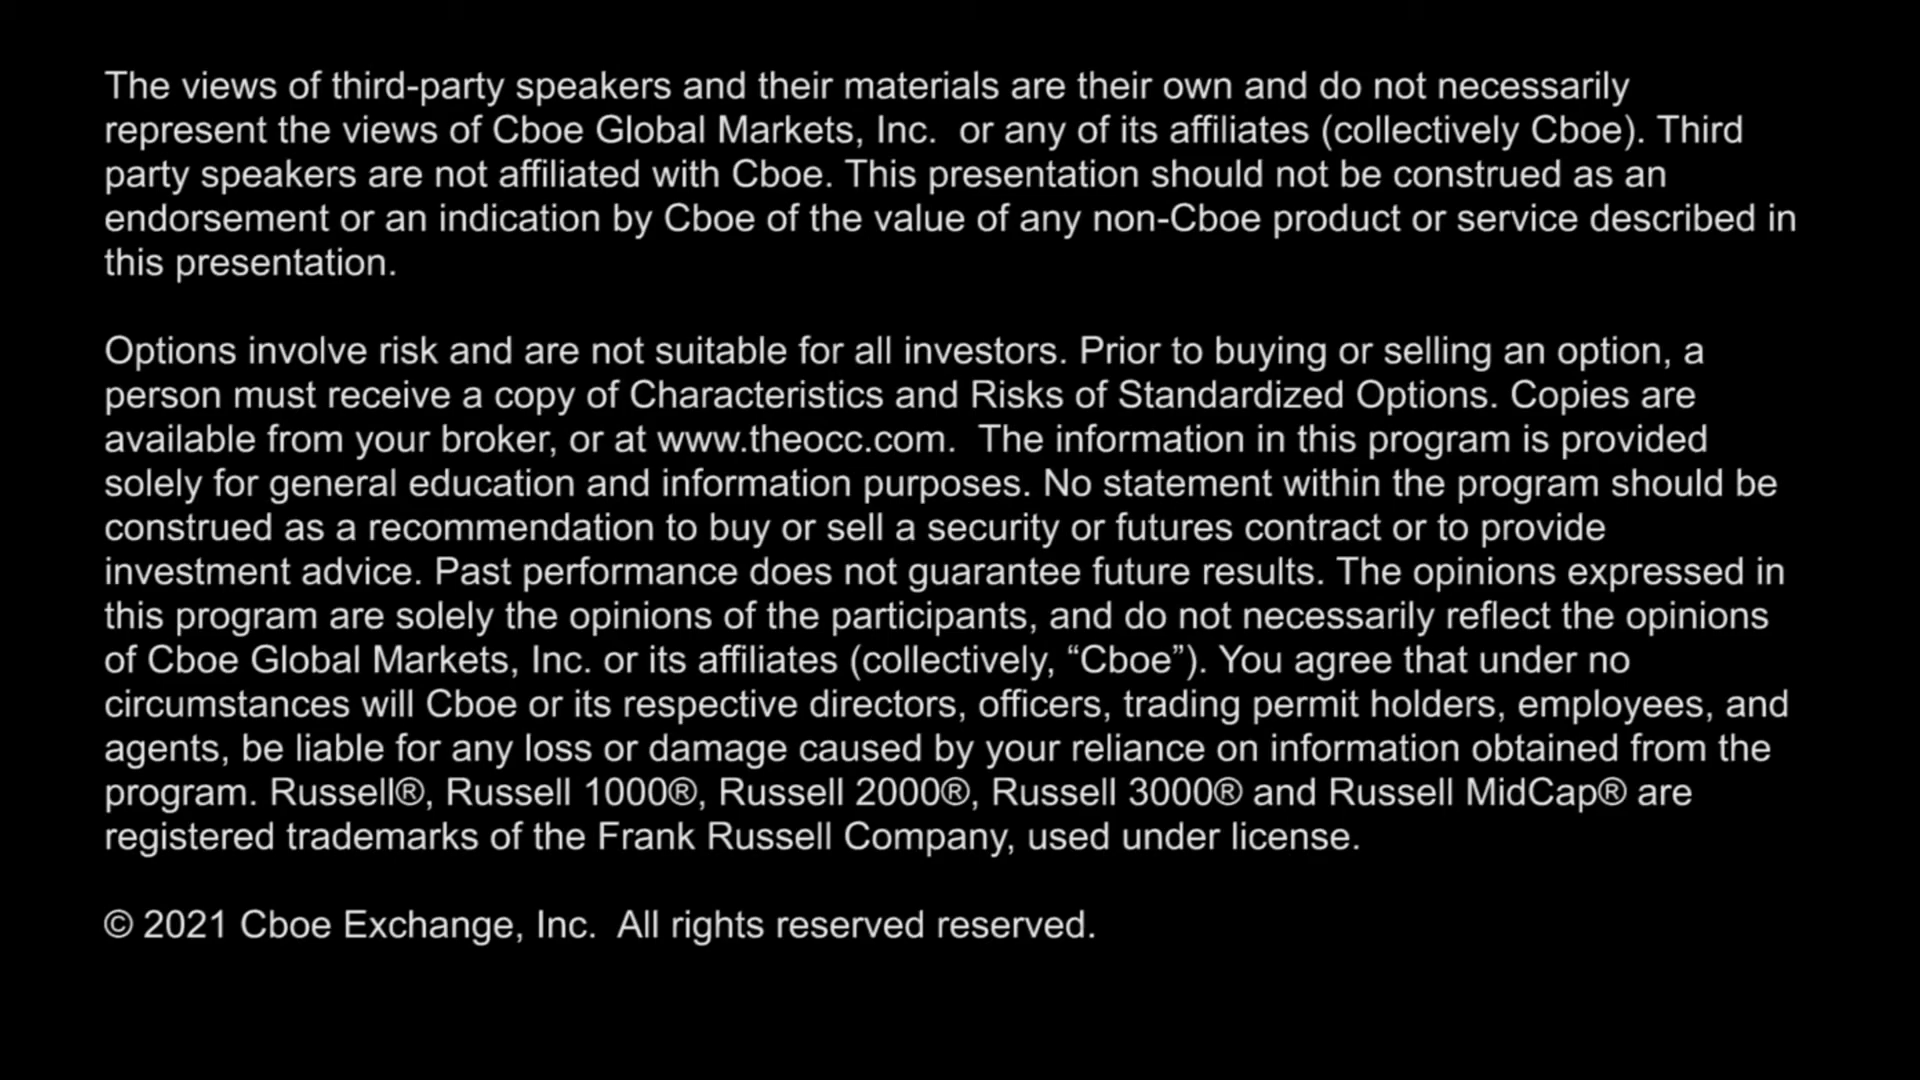 The views of third-party speakers and their materials are their own and do not necessarily
represent the views of Cboe Global Markets, Inc.  or any of its affiliates (collectively Cboe). Third
party speakers are not affiliated with Cboe. This presentation should not be construed as an
endorsement or an indication by Cboe of the value of any non-Cboe product or service described in
this presentation.
Options involve risk and are not suitable for all investors. Prior to buying or selling an option, a
person must receive a copy of Characteristics and Risks of Standardized Options. Copies are
available from your broker, or at www.theocc.com.  The information in this program is provided
solely for general education and information purposes. No statement within the program should be
construed as a recommendation to buy or sell a security or futures contract or to provide
investment advice. Past performance does not guarantee future results. The opinions expressed in
this program are solely the opinions of the participants, and do not necessarily reflect the opinions
of Cboe Global Markets, Inc. or its affiliates (collectively, “Cboe”). You agree that under no
circumstances will Cboe or its respective directors, officers, trading permit holders, employees, and
agents, be liable for any loss or damage caused by your reliance on information obtained from the
program. Russell®, Russell 1000®, Russell 2000®, Russell 3000® and Russell MidCap® are
registered trademarks of the Frank Russell Company, used under license.
© 2021 Cboe Exchange, Inc.  All rights reserved reserved.